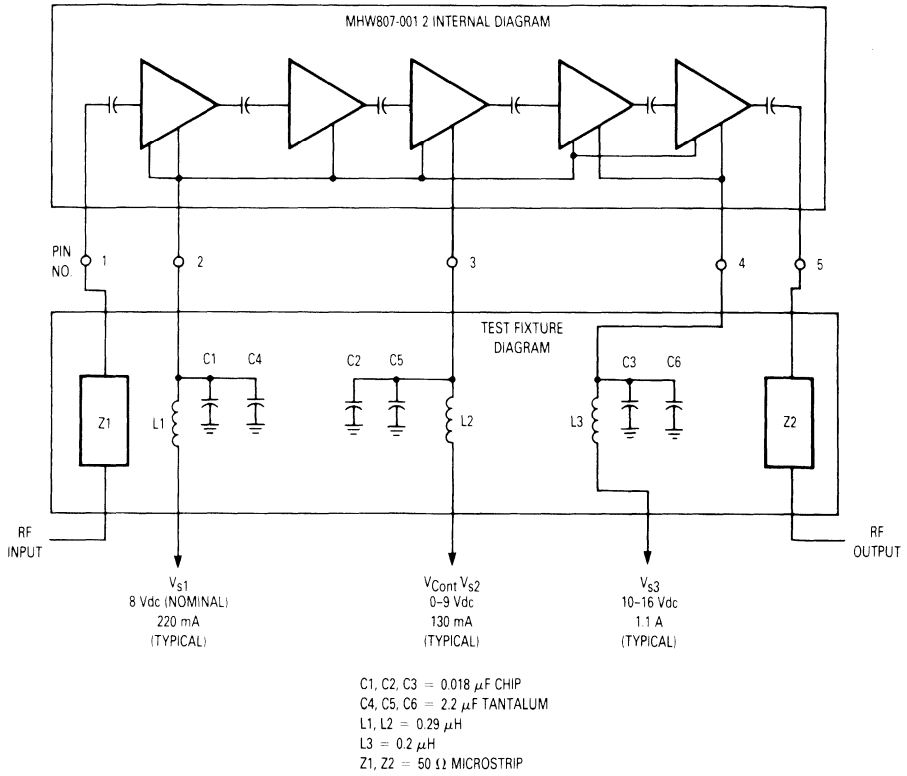 MHW807-001 2 INTERNAL DIAGRAM
PIN
NO.
1
2
3
4
5
TEST FIXTURE
DIAGRAM
C1
C4
C2
C5
C3
C6
Z1
L1
L2
L3
Z2
RF
INPUT
RF
OUTPUT
Vs1
8 Vdc (NOMINAL)
220 mA
(TYPICAL)
VCont Vs2
0-9 Vdc
130 mA
(TYPICAL)
Vs3
10-16 Vdc
1.1 A
(TYPICAL)
C1, C2, C3 = 0.018 μF CHIP
C4, C5, C6 = 2.2 μF TANTALUM
L1, L2 = 0.29 μH
L3 = 0.2 μH
Z1, Z2 = 50 Ω MICROSTRIP